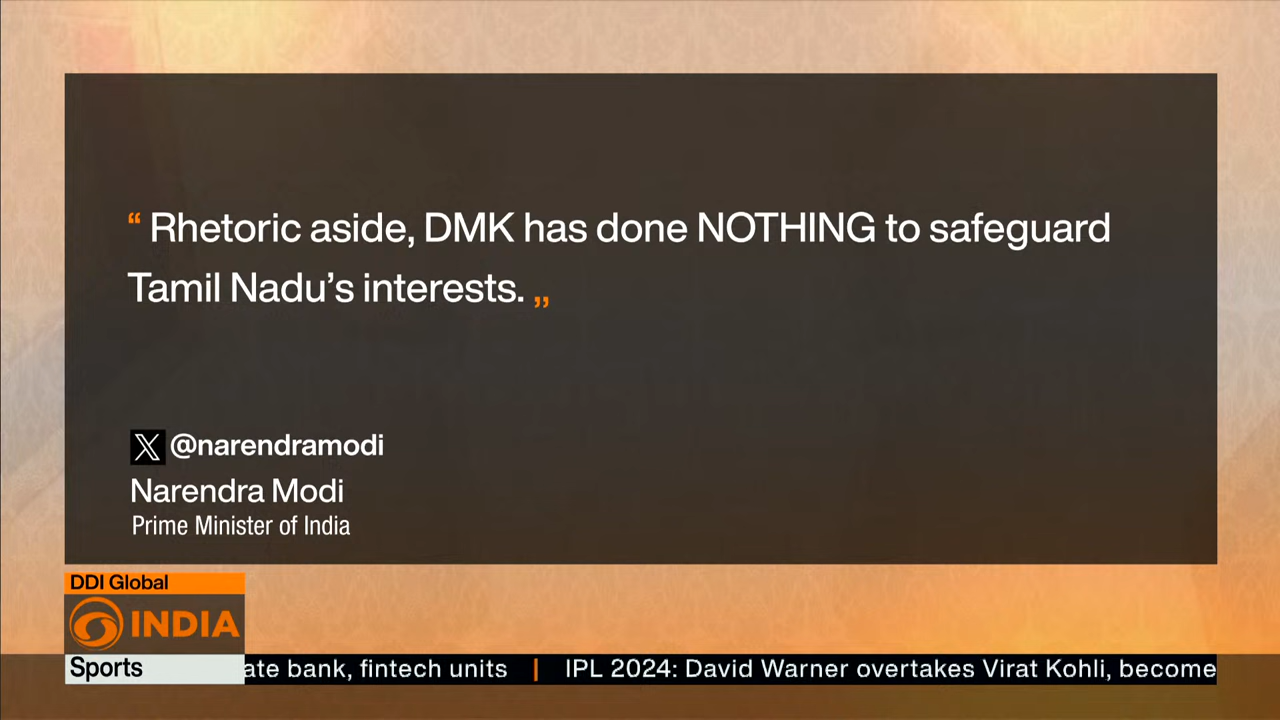 “ Rhetoric aside, DMK has done NOTHING to safeguard
Tamil Nadu’s interests. „
@narendramodi
Narendra Modi
Prime Minister of India
DDI Global
INDIA
Sports
ate bank, fintech units | IPL 2024: David Warner overtakes Virat Kohli, become